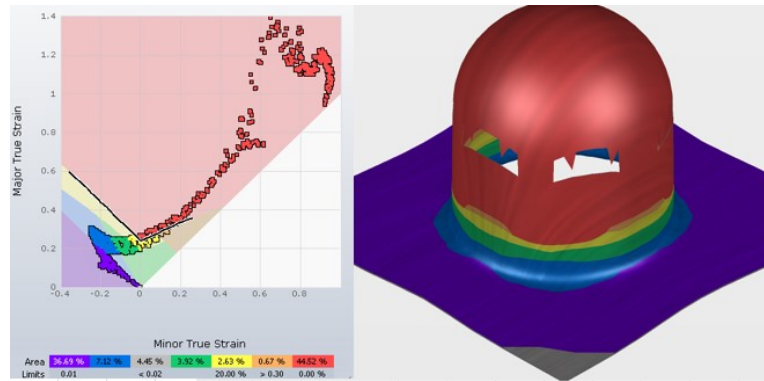 1.4
1.2
1
0.8
0.6
0.4
0.2
0
Major True Strain
-0.4 -0.2 0 0.2 0.4 0.6 0.8
Minor True Strain
Area 36.69 % 7.12 % 4.45 % 3.92 % 2.63 % 0.67 % 44.52 %
Limits 0.01 < 0.02 20.00 % > 0.30 0.00 %